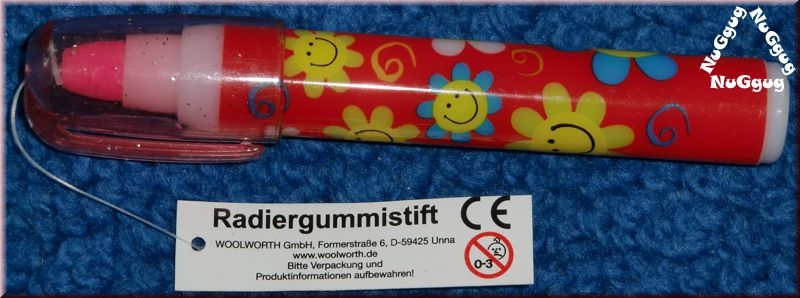 NuGgug
NuGgug
NuGgug
Radiergummistift CE
WOOLWORTH GmbH, Formerstraße 6, D-59425 Unna
www.woolworth.de
Bitte Verpackung und
Produktinformationen aufbewahren!
0-3